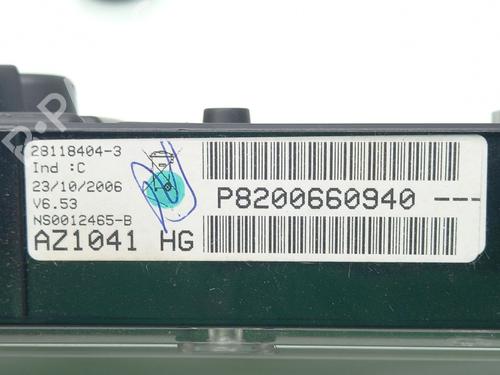 28118404-3
Ind :C
23/10/2006
V6.53
NS0012465-B
AZ1041 HG
P8200660940 ---